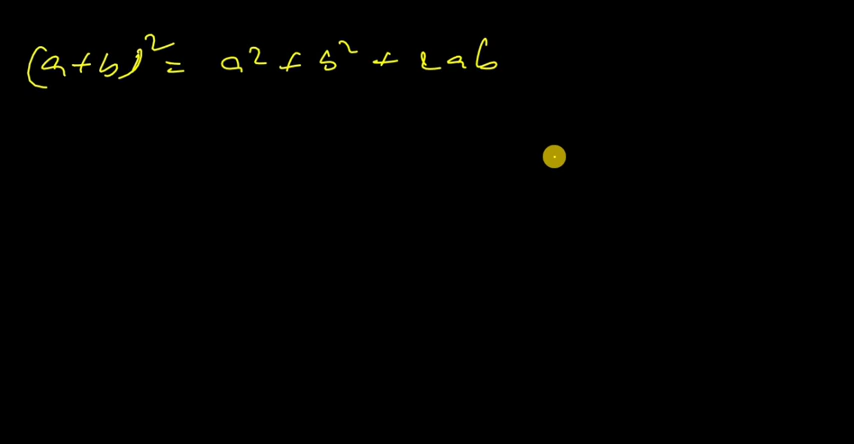 (a+b)² = a² + b² + 2ab